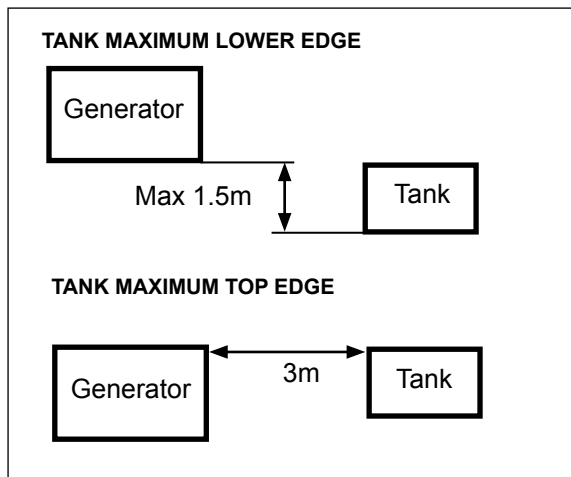 TANK MAXIMUM LOWER EDGE
Generator
Max 1.5m
Tank
TANK MAXIMUM TOP EDGE
Generator
3m
Tank